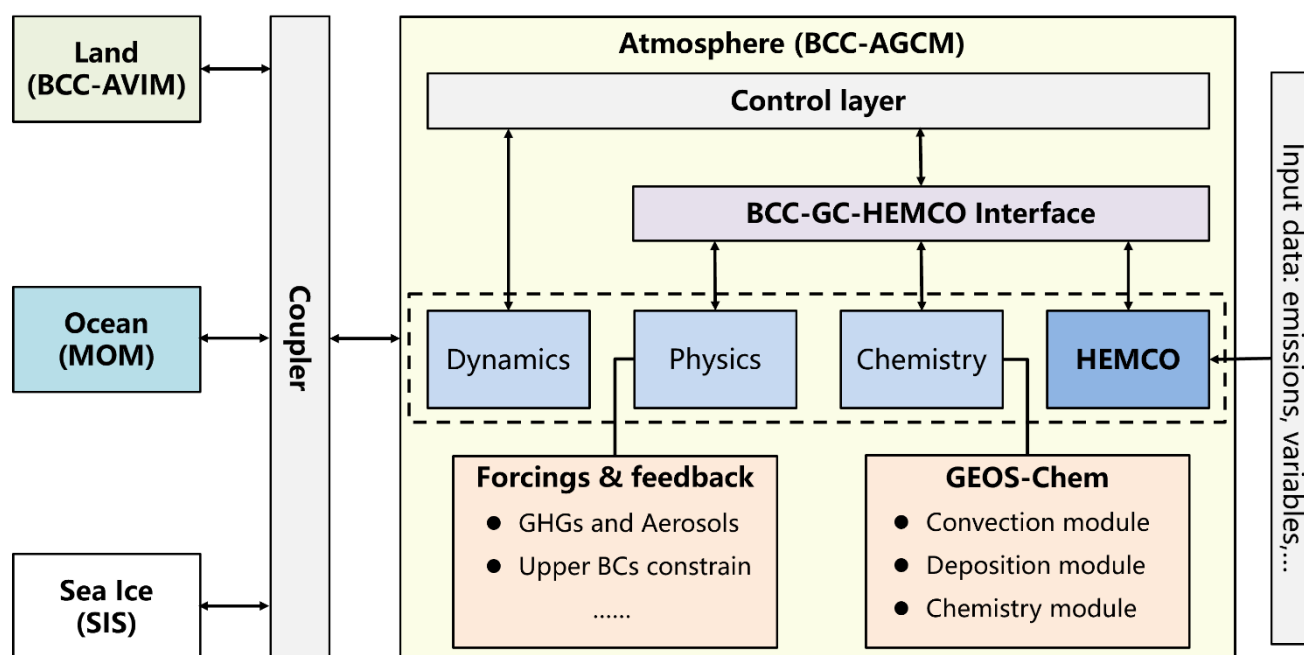 Land
(BCC-AVIM)
Ocean
(MOM)
Sea Ice
(SIS)
Coupler
Atmosphere (BCC-AGCM)
Control layer
BCC-GC-HEMCO Interface
Dynamics
Physics
Chemistry
HEMCO
Forcings & feedback
● GHGs and Aerosols
● Upper BCs constrain
......
GEOS-Chem
● Convection module
● Deposition module
● Chemistry module
Input data: emissions, variables,...